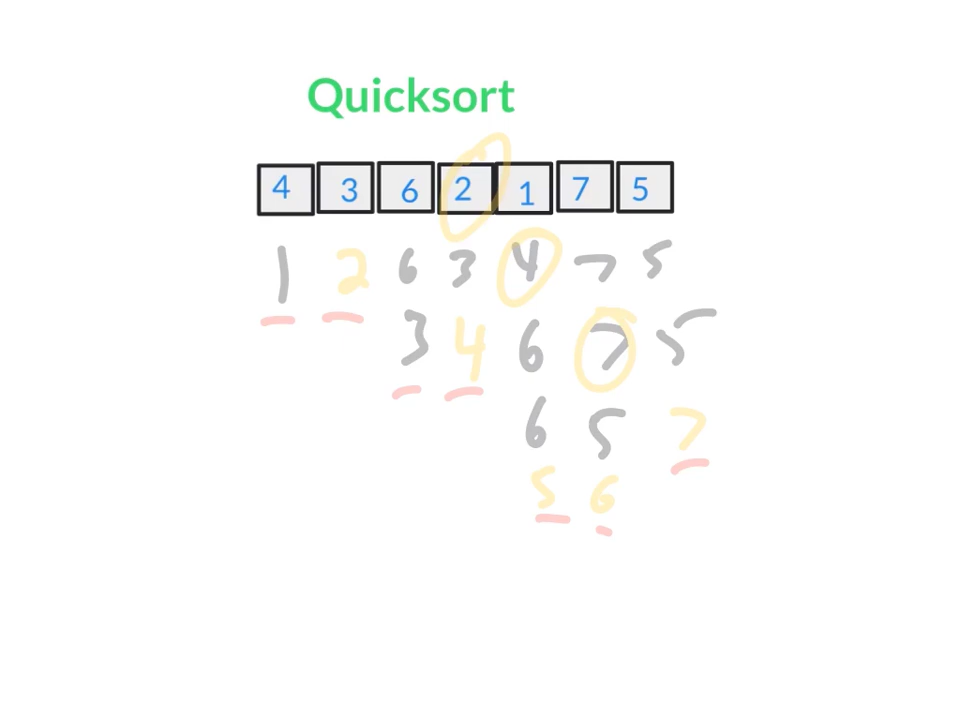 Quicksort
4 3 6 2 1 7 5
1 2 6 3 4 7 5
3 4 6 7 5
6 5 7
5 6